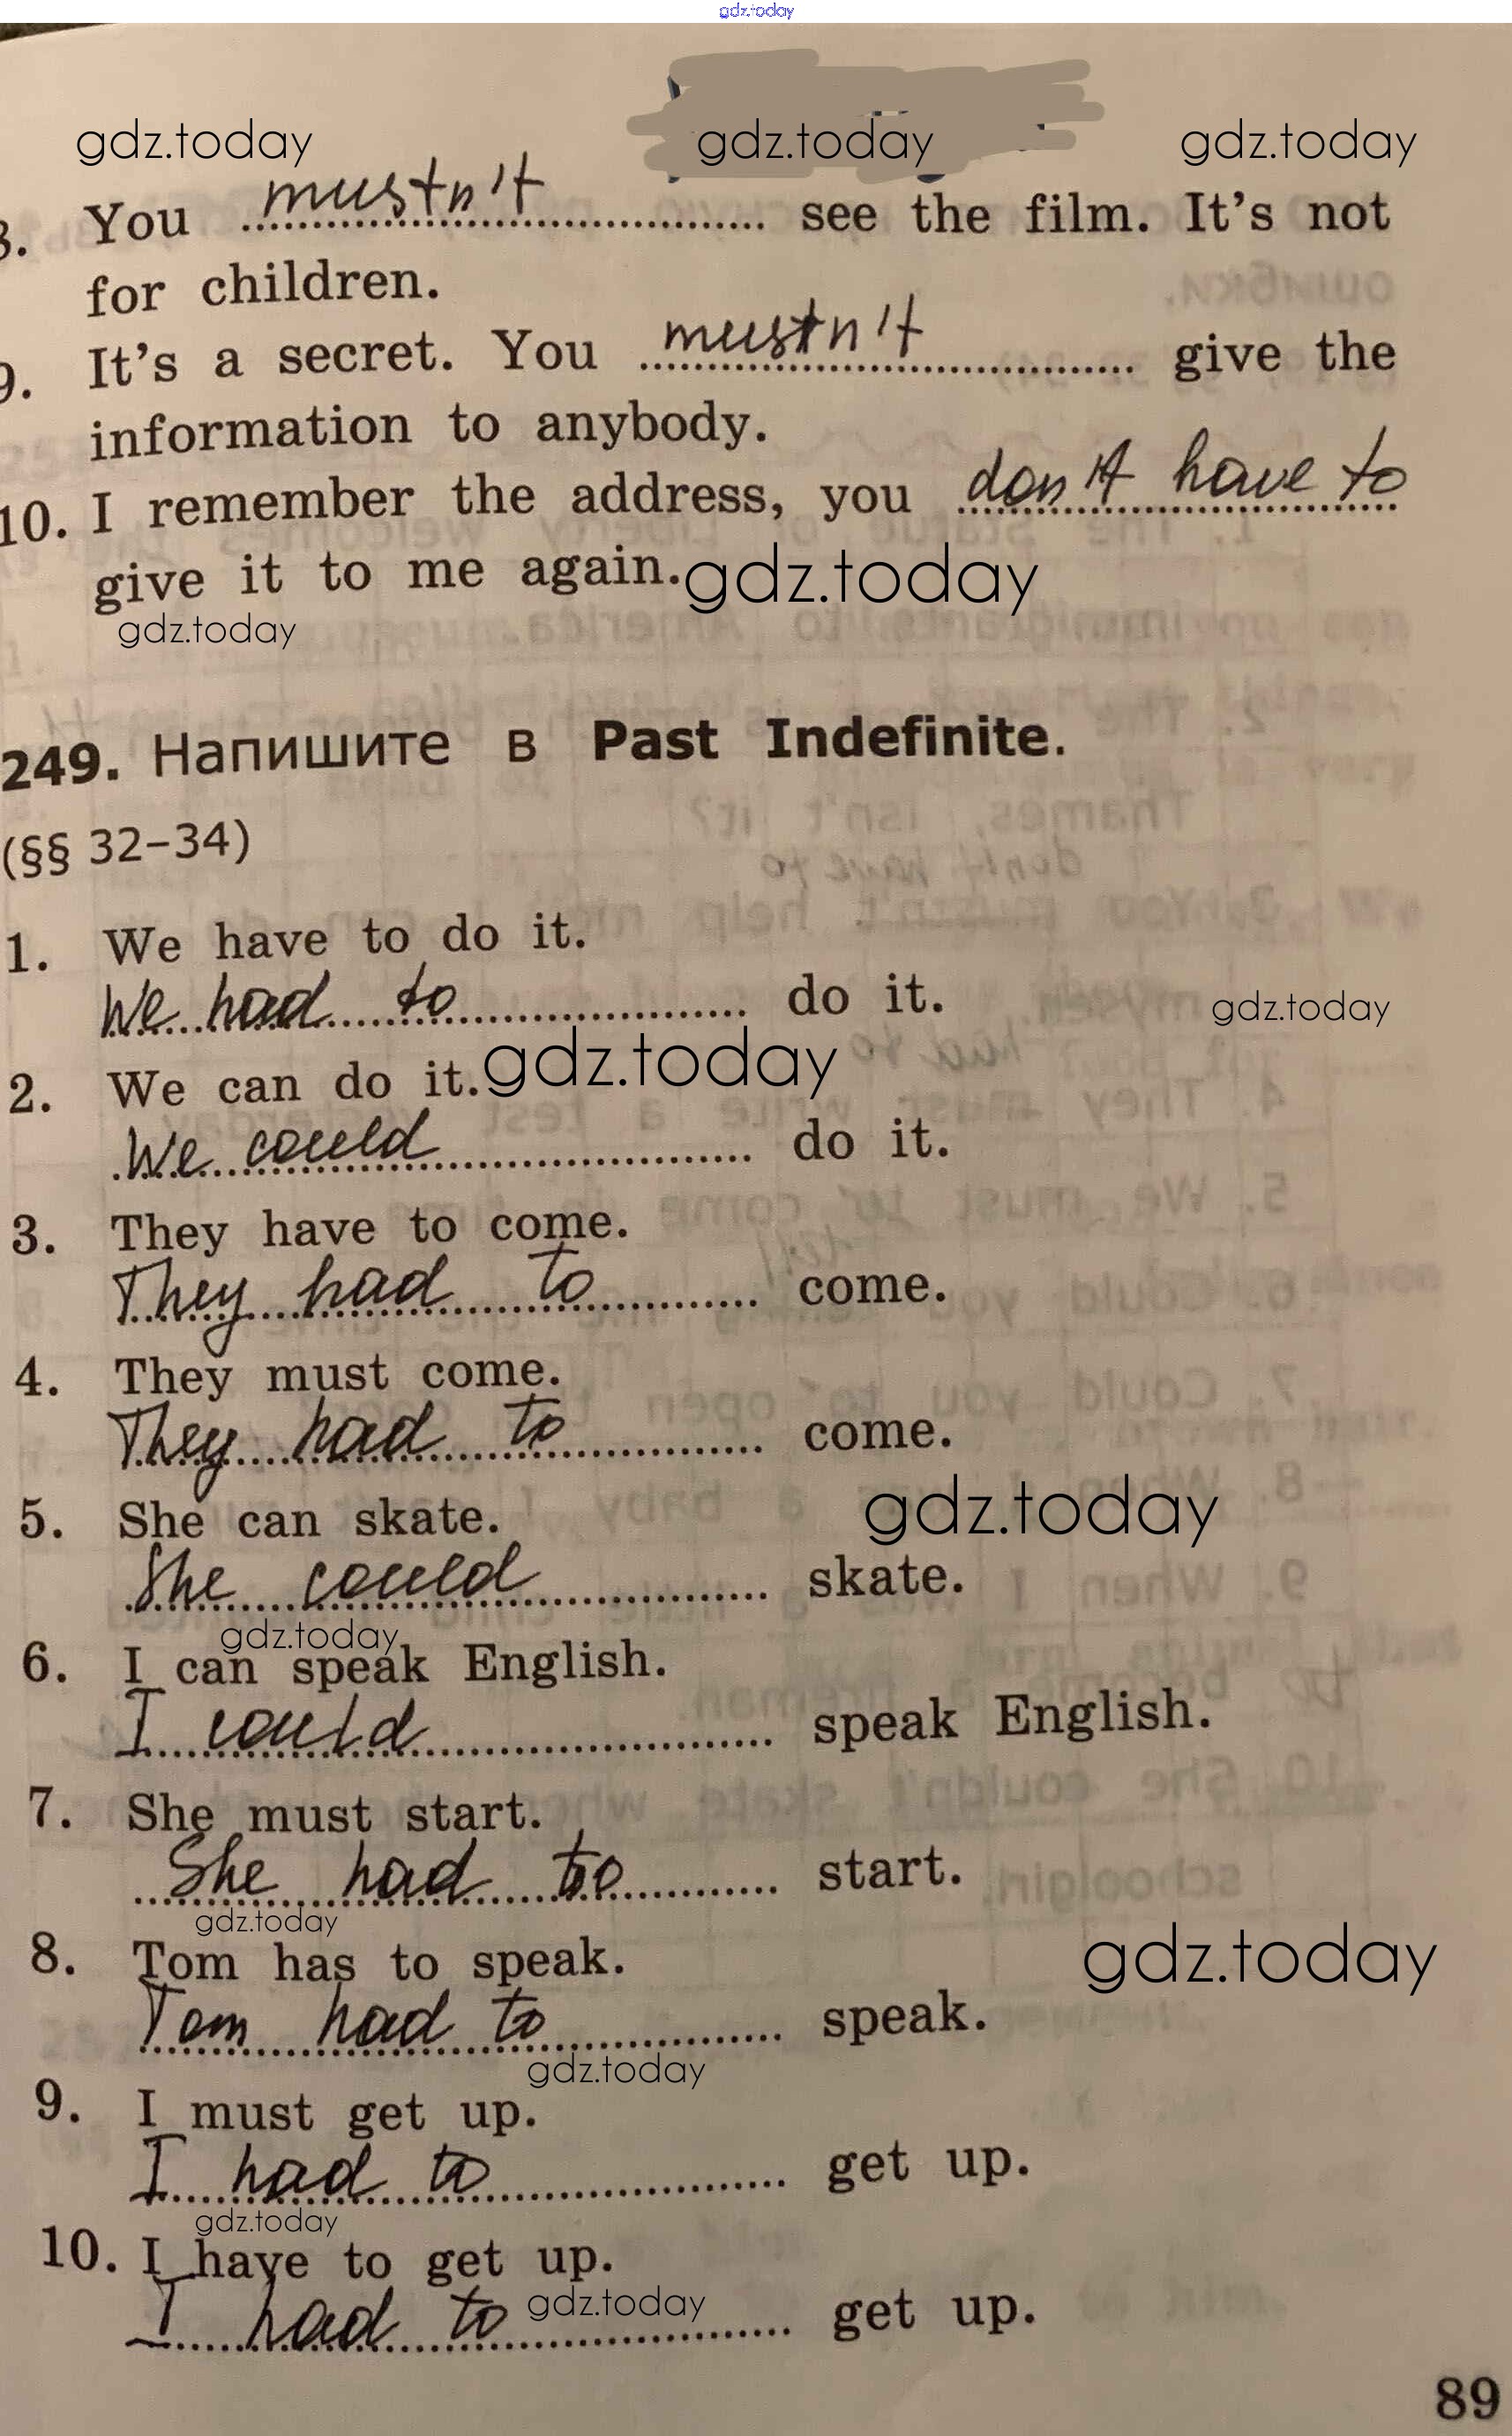 gdz.today
gdz.today gdz.today gdz.today
8. You mustn't see the film. It's not
for children.
9. It's a secret. You mustn't give the
information to anybody.
10. I remember the address, you don't have to
give it to me again. gdz.today
gdz.today
249. Напишите в Past Indefinite.
(§§ 32–34)
1. We have to do it.
We had to do it.
gdz.today
2. We can do it. gdz.today
We could do it.
3. They have to come.
They had to come.
4. They must come.
They had to come.
5. She can skate. gdz.today
She could skate.
gdz.today
6. I can speak English.
I could speak English.
7. She must start.
She had to start.
gdz.today
8. Tom has to speak. gdz.today
Tom had to speak.
gdz.today
9. I must get up.
I had to get up.
gdz.today
10. I have to get up.
I had to gdz.today get up.
89